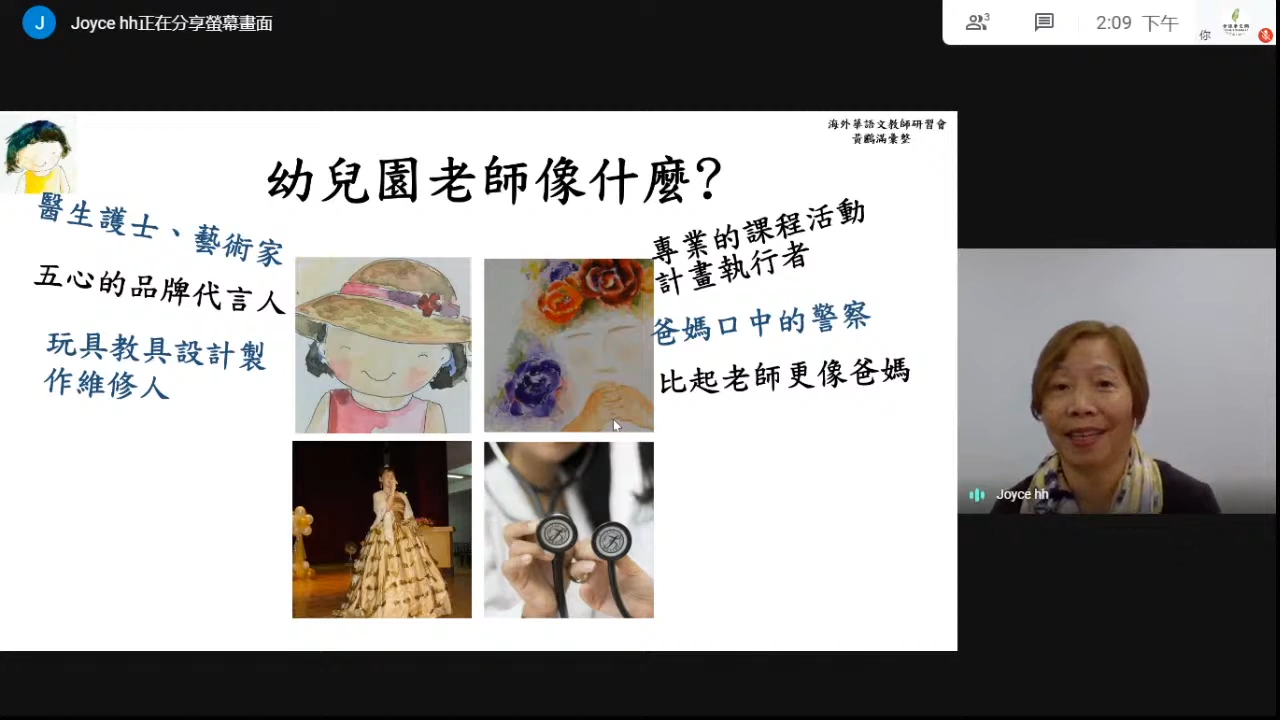 J
Joyce hh正在分享螢幕畫面
3
2:09 下午
你
海外華語文教師研習會
黃鸝滿彙整
幼兒園老師像什麼?
醫生護士、藝術家
五心的品牌代言人
玩具教具設計製
作維修人
專業的課程活動
計畫執行者
爸媽口中的警察
比起老師更像爸媽
Joyce hh